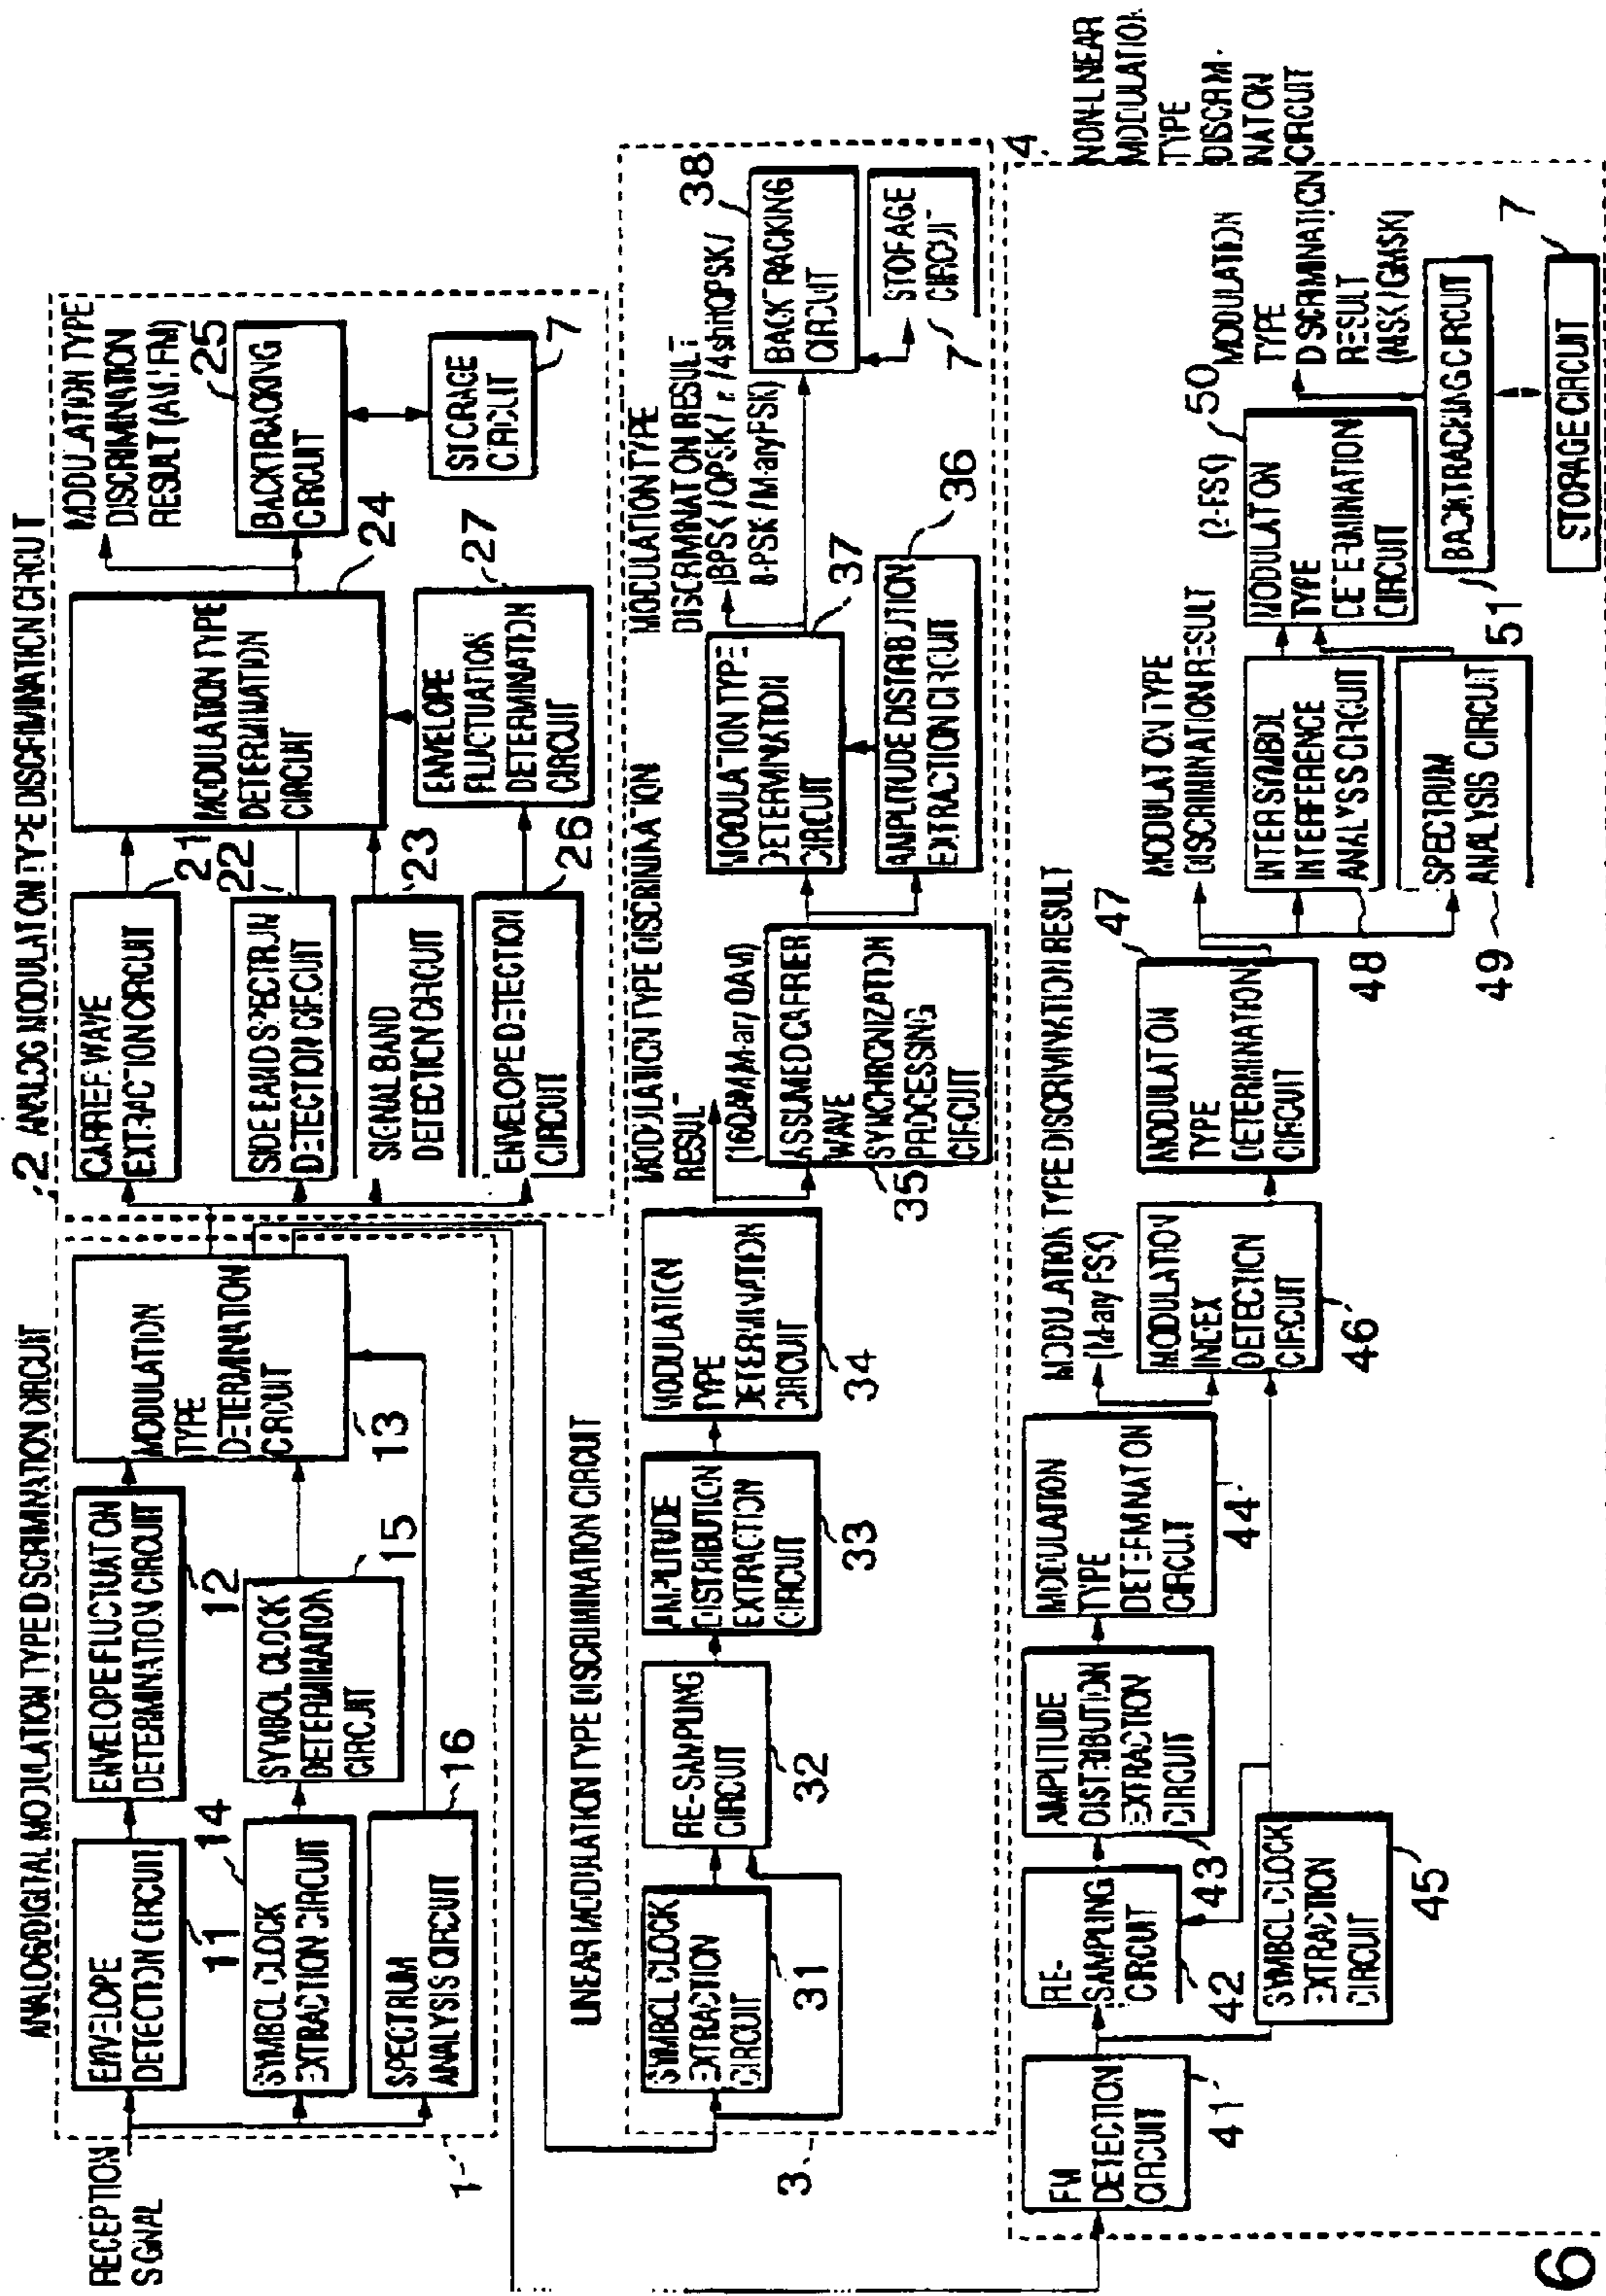 ANALOG/DIGITAL MODULATION TYPE DISCRIMINATION CIRCUIT
RECEPTION
SIGNAL
1
ENVELOPE
DETECTION CIRCUIT
11
ENVELOPE FLUCTUATION
DETERMINATION CIRCUIT
12
MODULATION
TYPE
DETERMINATION
CIRCUIT
13
SYMBOL CLOCK
EXTRACTION CIRCUIT
14
SYMBOL CLOCK
DETERMINATION
CIRCUIT
15
SPECTRUM
ANALYSIS CIRCUIT
16
2 ANALOG MODULATION TYPE DISCRIMINATION CIRCUIT
CARRIER WAVE
EXTRACTION CIRCUIT
21
SIDE BAND SPECTRUM
DETECTION CIRCUIT
22
SIGNAL BAND
DETECTION CIRCUIT
23
ENVELOPE DETECTION
CIRCUIT
26
MODULATION TYPE
DETERMINATION
CIRCUIT
24
ENVELOPE
FLUCTUATION
DETERMINATION
CIRCUIT
27
MODULATION TYPE
DISCRIMINATION
RESULT (AM/FM)
BACKTRACKING
CIRCUIT
25
STORAGE
CIRCUIT
7
LINEAR MODULATION TYPE DISCRIMINATION CIRCUIT
3
SYMBOL CLOCK
EXTRACTION
CIRCUIT
31
RE-SAMPLING
CIRCUIT
32
AMPLITUDE
DISTRIBUTION
EXTRACTION
CIRCUIT
33
MODULATION
TYPE
DETERMINATION
CIRCUIT
34
MODULATION TYPE DISCRIMINATION
RESULT
(16QAM/M-ary QAM)
ASSUMED CARRIER
WAVE
SYNCHRONIZATION
PROCESSING
CIRCUIT
35
MODULATION TYPE
DETERMINATION
CIRCUIT
37
AMPLITUDE DISTRIBUTION
EXTRACTION CIRCUIT
36
MODULATION TYPE
DISCRIMINATION RESULT
(BPSK/QPSK/π/4shiftQPSK/
8-PSK/MaryFSK)
BACK TRACKING
CIRCUIT
38
STORAGE
CIRCUIT
7
4
NON-LINEAR
MODULATION
TYPE
DISCRIMI-
NATION
CIRCUIT
FM
DETECTION
CIRCUIT
41
RE-
SAMPLING
CIRCUIT
42
AMPLITUDE
DISTRIBUTION
EXTRACTION
CIRCUIT
43
MODULATION
TYPE
DETERMINATION
CIRCUIT
44
SYMBOL CLOCK
EXTRACTION
CIRCUIT
45
MODULATION TYPE DISCRIMINATION RESULT
(M-ary FSK)
MODULATION
INDEX
DETECTION
CIRCUIT
46
MODULATION
TYPE
DETERMINATION
CIRCUIT
47
MODULATION TYPE
DISCRIMINATION RESULT
(2-FSK)
INTER SYMBOL
INTERFERENCE
ANALYSIS CIRCUIT
48
SPECTRUM
ANALYSIS CIRCUIT
49
MODULATION
TYPE
DETERMINATION
CIRCUIT
50
MODULATION
TYPE
DISCRIMINATION
RESULT
(MSK/GMSK)
BACKTRACKING CIRCUIT
51
STORAGE CIRCUIT
7
6